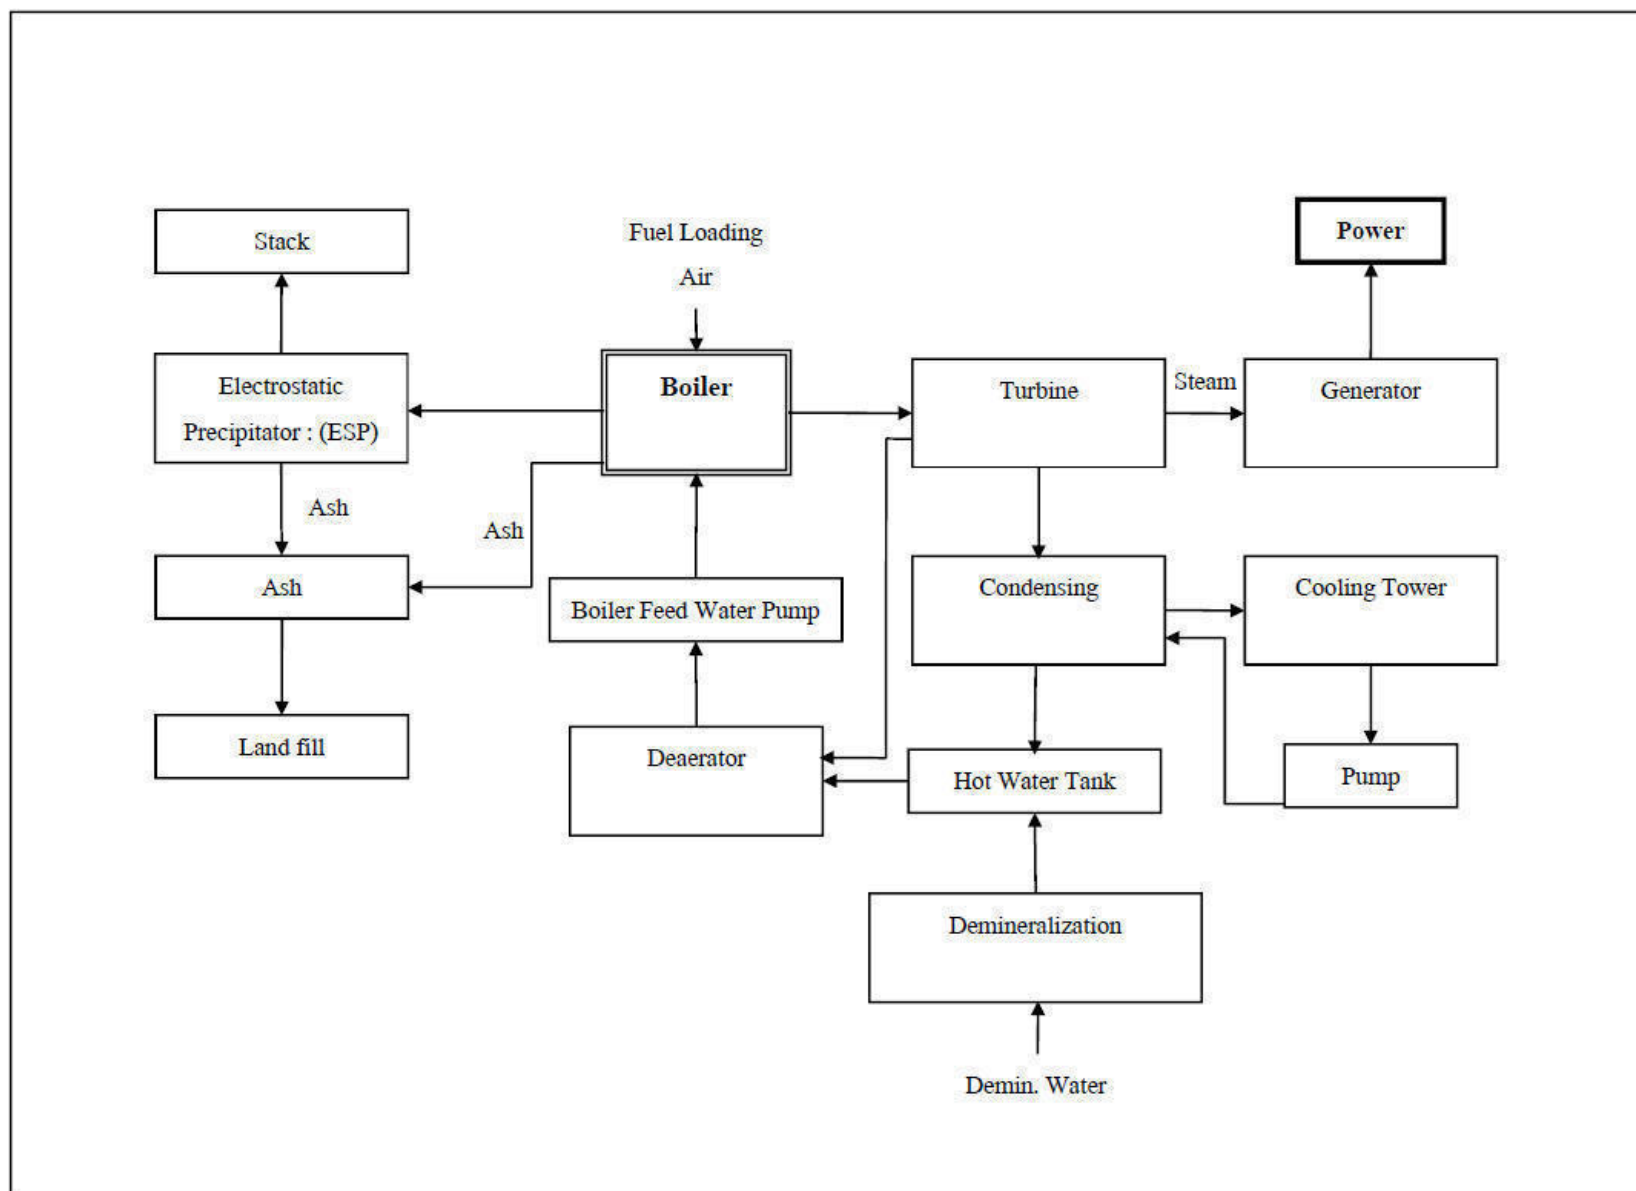 Stack
Fuel Loading
Air
Power
Electrostatic
Precipitator : (ESP)
Boiler
Turbine
Steam
Generator
Ash
Ash
Ash
Boiler Feed Water Pump
Condensing
Cooling Tower
Land fill
Deaerator
Hot Water Tank
Pump
Demineralization
Demin. Water